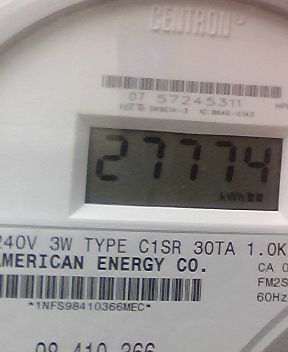 CENTRON®
07 57245311
27774
kWh
240V 3W TYPE C1SR 30TA 1.0K
AMERICAN ENERGY CO.
CA 0
FM2S
60Hz
*1NFS98410366MEC*
98 410 366